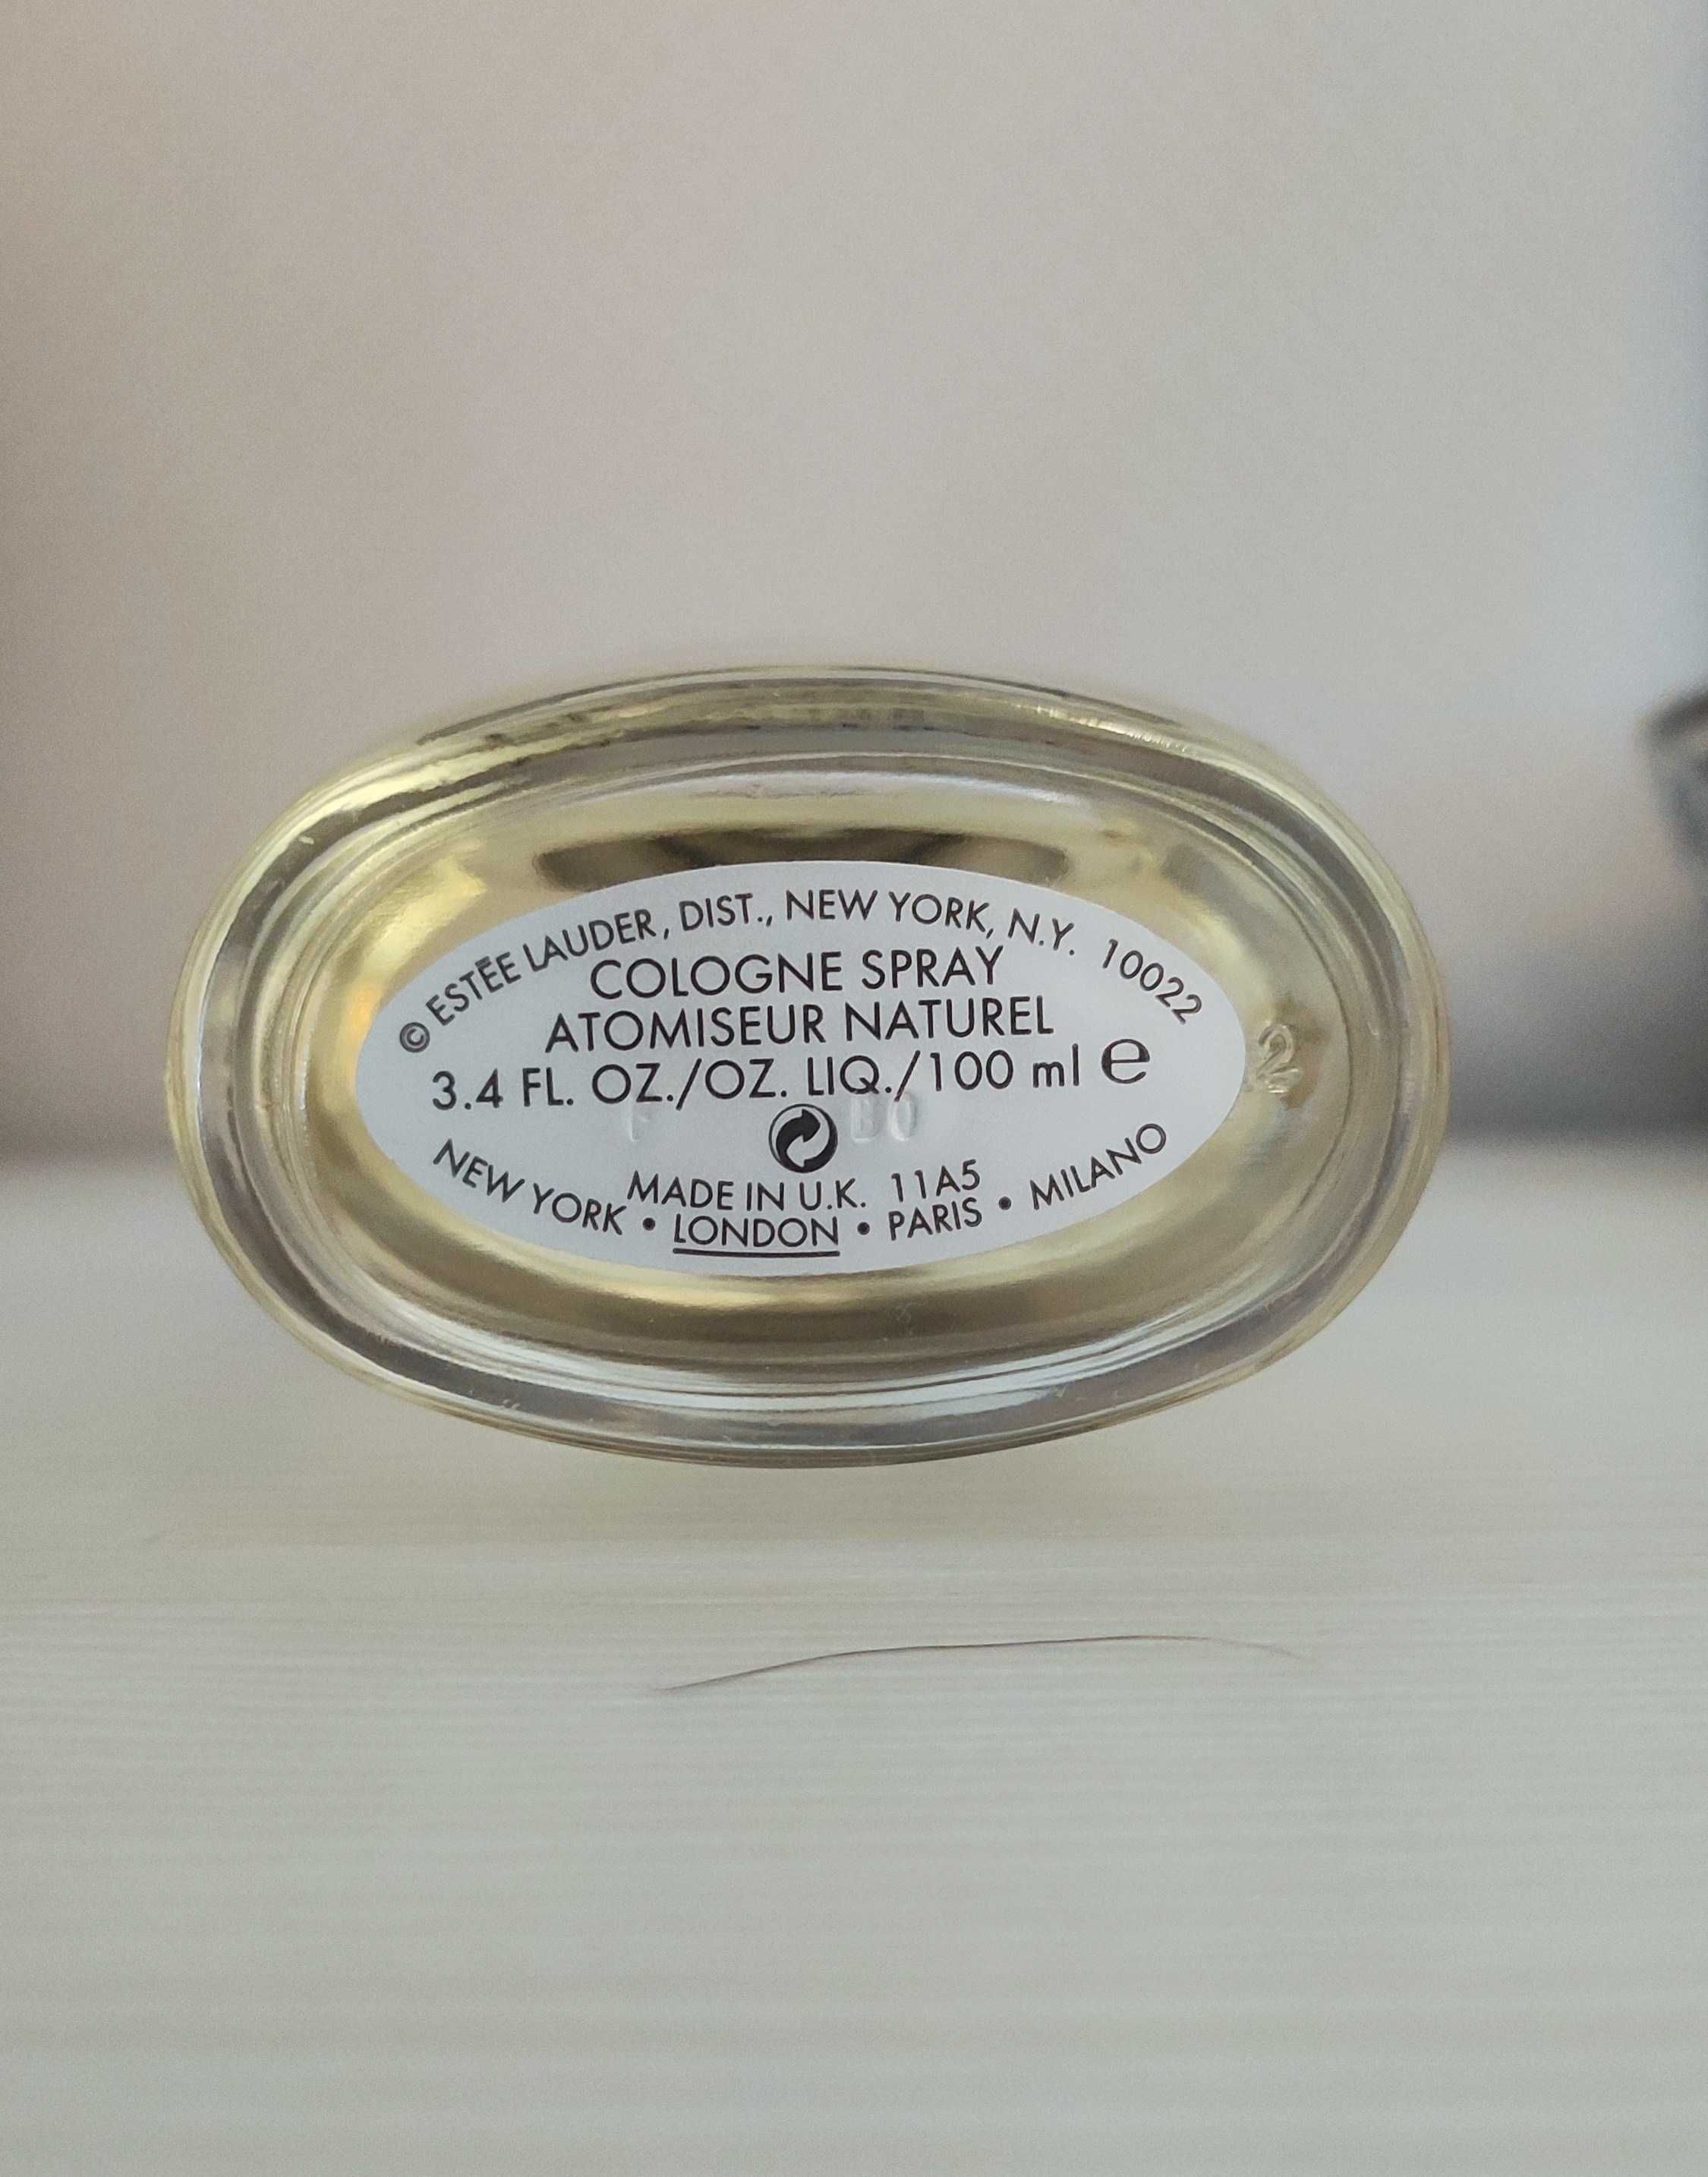 © ESTĒE LAUDER, DIST., NEW YORK, N.Y. 10022
COLOGNE SPRAY
ATOMISEUR NATUREL
3.4 FL. OZ./OZ. LIQ./100 ml e
MADE IN U.K. 11A5
NEW YORK • LONDON • PARIS • MILANO
2